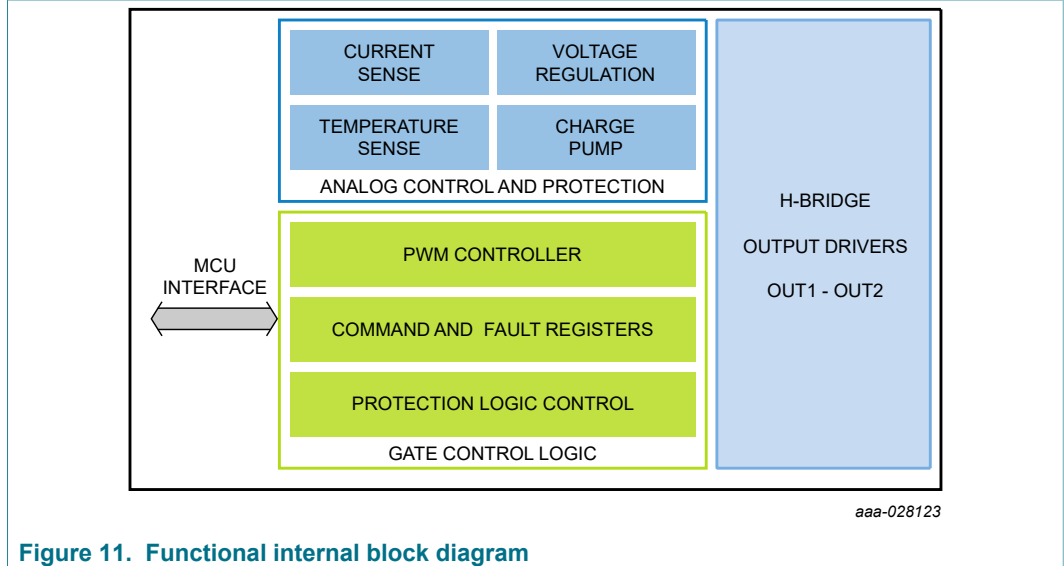 CURRENT
SENSE
VOLTAGE
REGULATION
TEMPERATURE
SENSE
CHARGE
PUMP
ANALOG CONTROL AND PROTECTION
MCU
INTERFACE
PWM CONTROLLER
COMMAND AND FAULT REGISTERS
PROTECTION LOGIC CONTROL
GATE CONTROL LOGIC
H-BRIDGE
OUTPUT DRIVERS
OUT1 - OUT2
aaa-028123
Figure 11. Functional internal block diagram